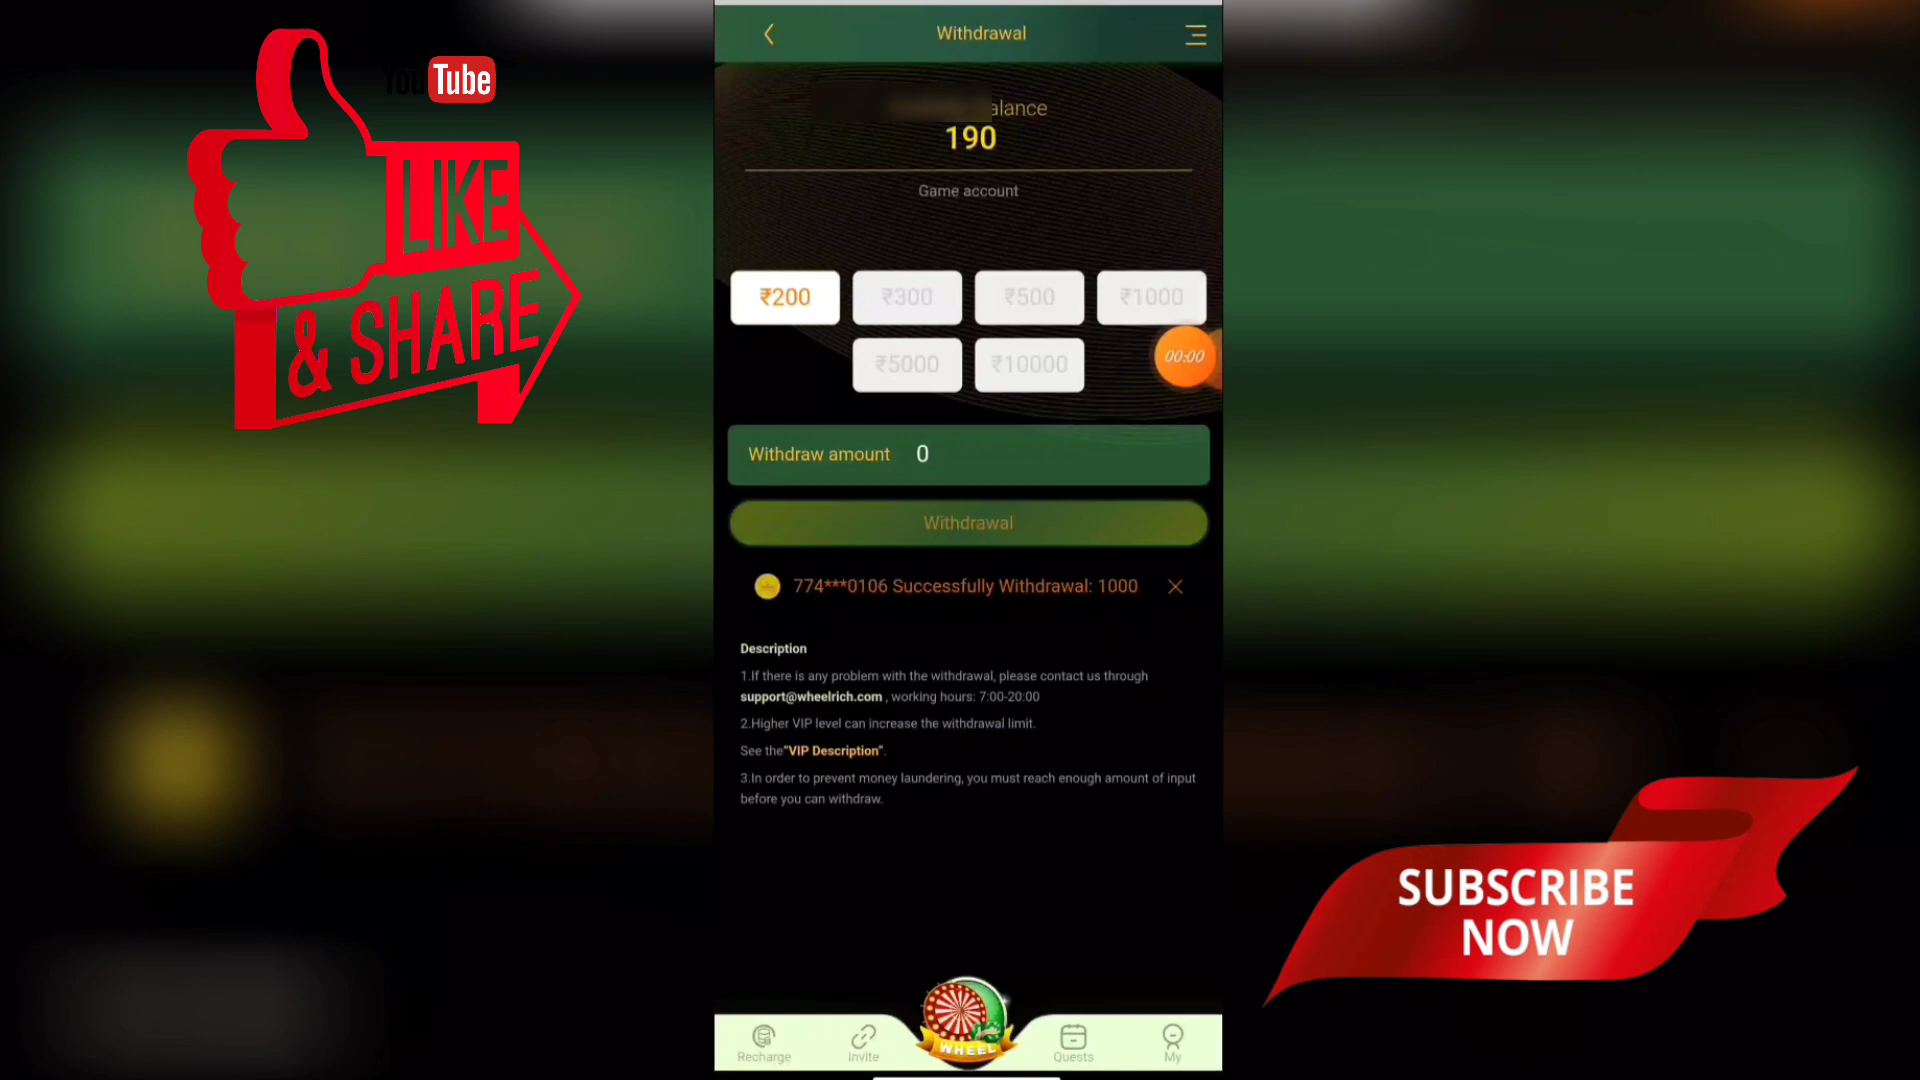 YouTube
LIKE
& SHARE
Withdrawal
alance
190
Game account
₹200 ₹300 ₹500 ₹1000
₹5000 ₹10000
00:00
Withdraw amount 0
Withdrawal
774***0106 Successfully Withdrawal: 1000
Description
1.If there is any problem with the withdrawal, please contact us through
support@wheelrich.com , working hours: 7:00-20:00
2.Higher VIP level can increase the withdrawal limit.
See the"VIP Description".
3.In order to prevent money laundering, you must reach enough amount of input
before you can withdraw.
SUBSCRIBE
NOW
WHEEL
Recharge Invite Quests My